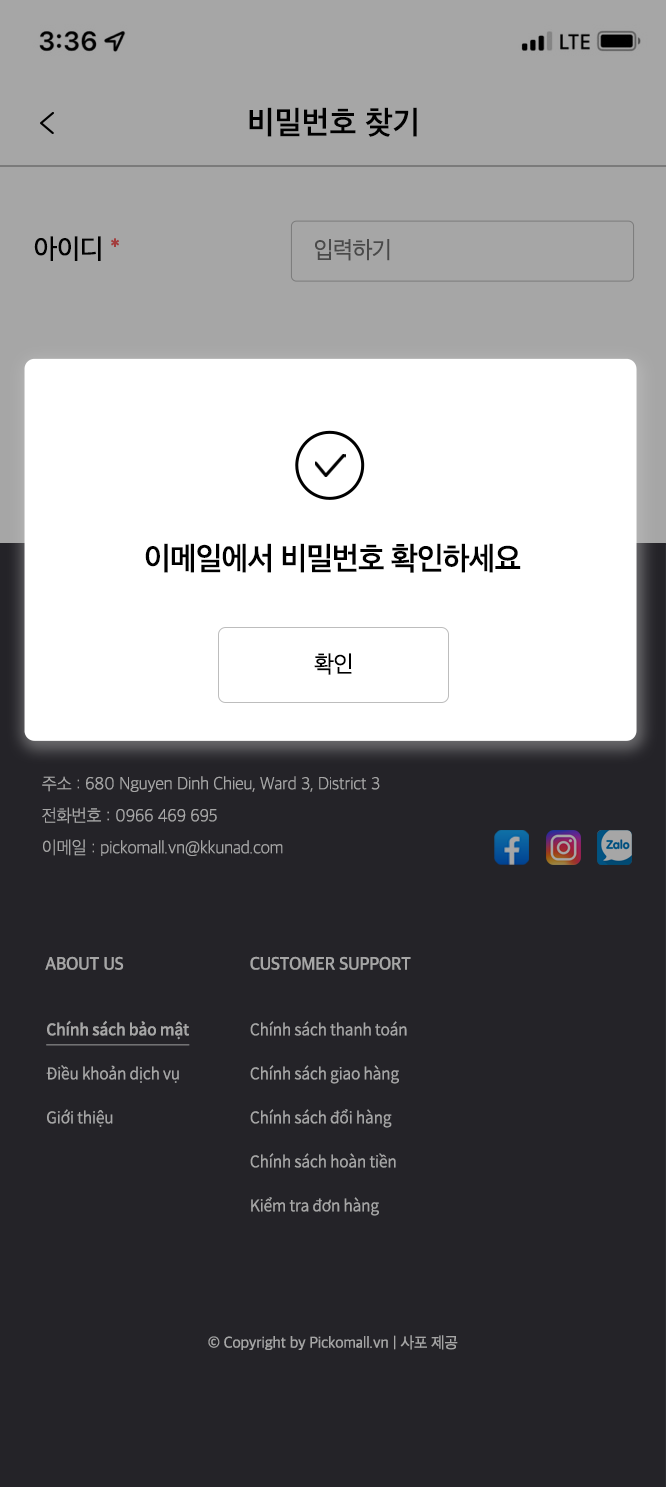 3:36 LTE
비밀번호 찾기
아이디 * 입력하기
이메일에서 비밀번호 확인하세요
확인
주소 : 680 Nguyen Dinh Chieu, Ward 3, District 3
전화번호 : 0966 469 695
이메일 : pickomall.vn@kkunad.com
Zalo
ABOUT US
Chính sách bảo mật
Điều khoản dịch vụ
Giới thiệu
CUSTOMER SUPPORT
Chính sách thanh toán
Chính sách giao hàng
Chính sách đổi hàng
Chính sách hoàn tiền
Kiểm tra đơn hàng
© Copyright by Pickomall.vn | 사포 제공